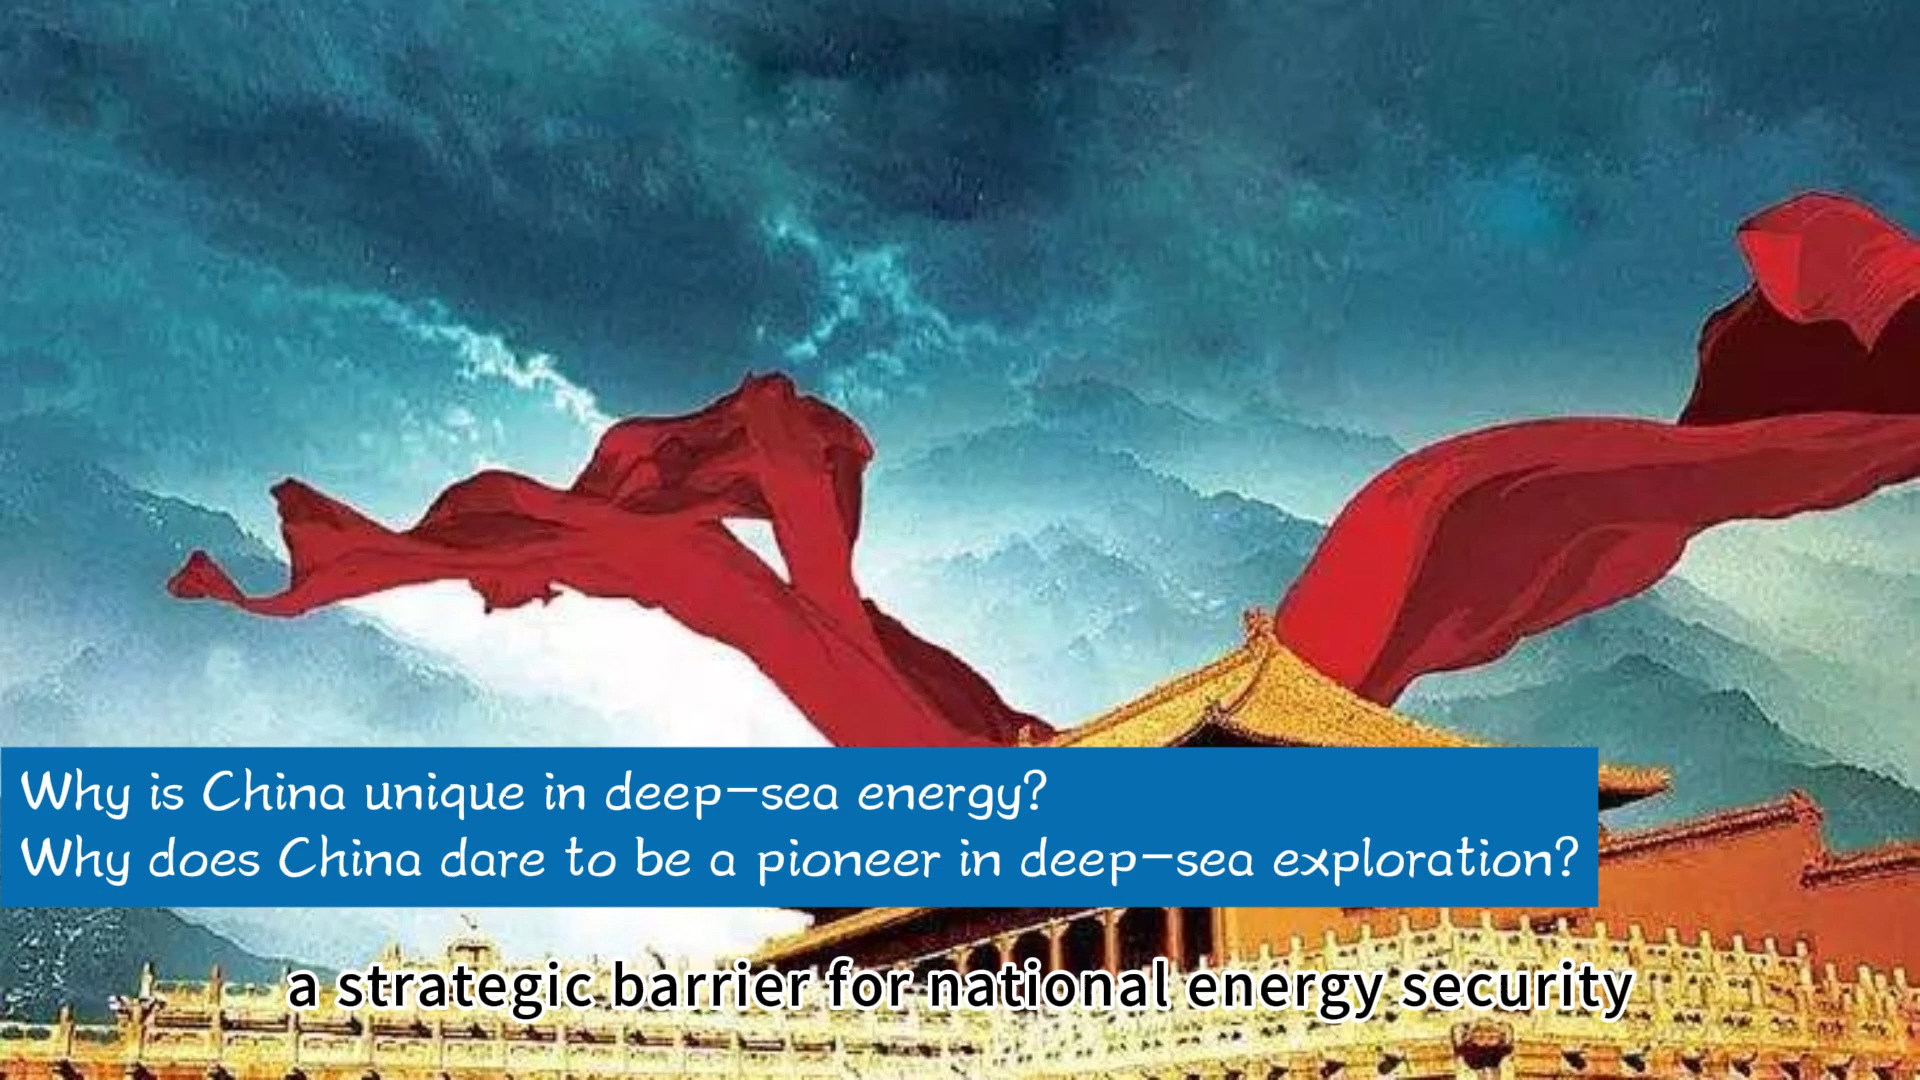 Why is China unique in deep-sea energy?
Why does China dare to be a pioneer in deep-sea exploration?
a strategic barrier for national energy security